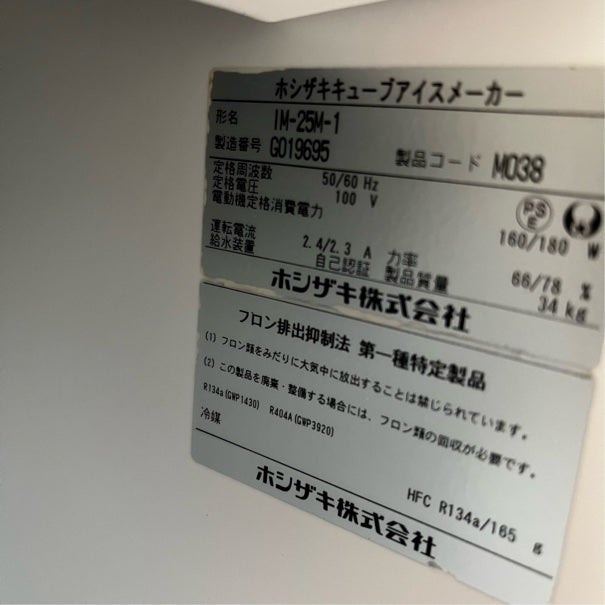 ホシザキキューブアイスメーカー
形名 IM-25M-1
製造番号 G019695 製品コード M038
定格周波数 50/60 Hz
定格電圧 100 V
電動機定格消費電力 160/180 W
PS E
運転電流 2.4/2.3 A 力率 66/78 %
給水装置 自己認証 製品質量 34 kg
ホシザキ株式会社
フロン排出抑制法 第一種特定製品
(1) フロン類をみだりに大気中に放出することは禁じられています。
(2) この製品を廃棄・整備する場合には、フロン類の回収が必要です。
R134a(GWP1430) R404A(GWP3920)
冷媒 HFC R134a/165 g
ホシザキ株式会社